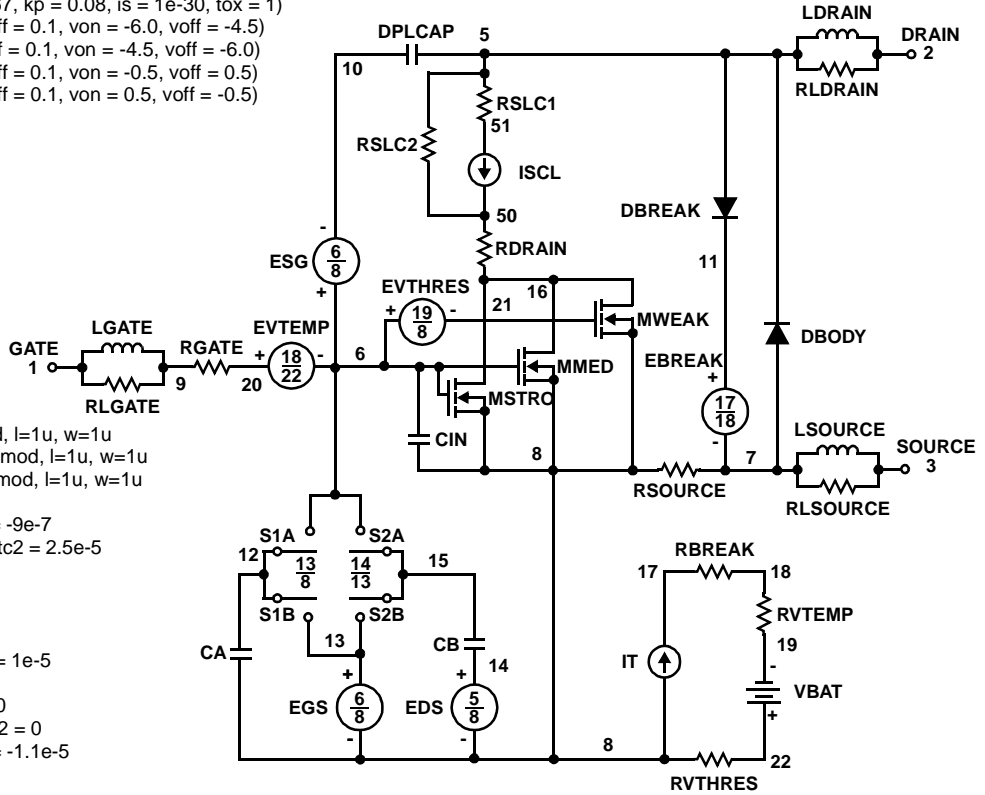 67, kp = 0.08, is = 1e-30, tox = 1)
ff = 0.1, von = -6.0, voff = -4.5)
f = 0.1, von = -4.5, voff = -6.0)
ff = 0.1, von = -0.5, voff = 0.5)
ff = 0.1, von = 0.5, voff = -0.5)
DPLCAP
5
10
LDRAIN
DRAIN
2
RLDRAIN
RSLC1
51
RSLC2
ISCL
50
RDRAIN
DBREAK
11
ESG
6
8
-
+
EVTHRES
+
19
8
-
21
16
MWEAK
DBODY
LGATE
GATE
1
RLGATE
9
RGATE
20
EVTEMP
+
18
22
-
6
MMED
MSTRO
EBREAK
+
17
18
-
CIN
8
LSOURCE
SOURCE
3
7
RSOURCE
RLSOURCE
d, l=1u, w=1u
mod, l=1u, w=1u
mod, l=1u, w=1u
= -9e-7
tc2 = 2.5e-5
= 1e-5
0
2 = 0
= -1.1e-5
S1A
S2A
12
13
8
14
13
15
S1B
S2B
13
CA
CB
14
+
EGS
6
8
-
+
EDS
5
8
-
RBREAK
17
18
RVTEMP
19
IT
-
VBAT
+
8
22
RVTHRES